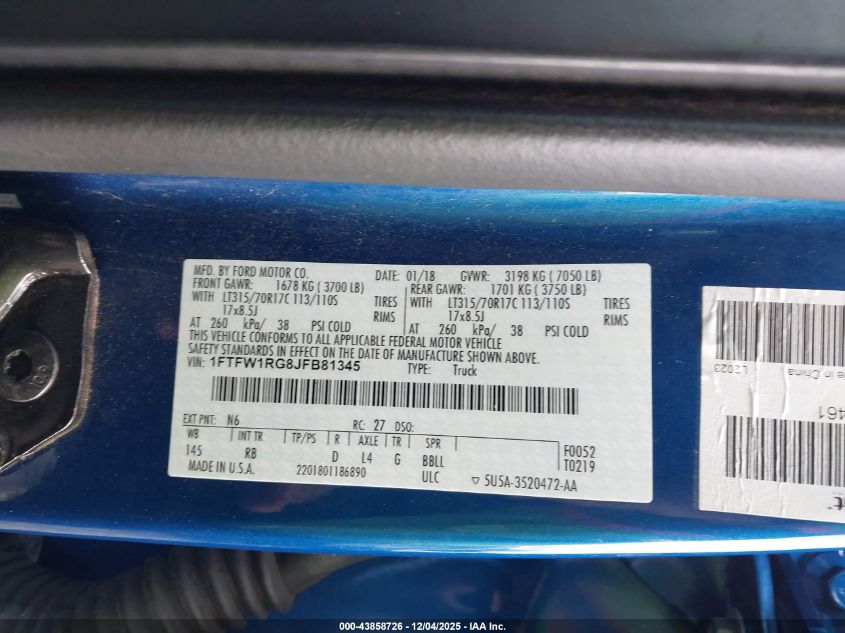 MFD. BY FORD MOTOR CO. DATE: 01/18 GVWR: 3198 KG ( 7050 LB)
FRONT GAWR: 1678 KG ( 3700 LB) REAR GAWR: 1701 KG ( 3750 LB)
WITH LT315/70R17C 113/110S TIRES WITH LT315/70R17C 113/110S TIRES
17x8.5J RIMS 17x8.5J RIMS
AT 260 kPa/ 38 PSI COLD AT 260 kPa/ 38 PSI COLD
THIS VEHICLE CONFORMS TO ALL APPLICABLE FEDERAL MOTOR VEHICLE
SAFETY STANDARDS IN EFFECT ON THE DATE OF MANUFACTURE SHOWN ABOVE.
VIN: 1FTFW1RG8JFB81345 TYPE: Truck
EXT PNT: N6 RC: 27 DSO:
WB INT TR TP/PS R AXLE TR SPR F0052
145 RB D L4 G BBLL T0219
MADE IN U.S.A. 2201801186890 ULC ▽ 5U5A-3520472-AA
L2023
in China
461
000-43858726 - 12/04/2025 - IAA Inc.